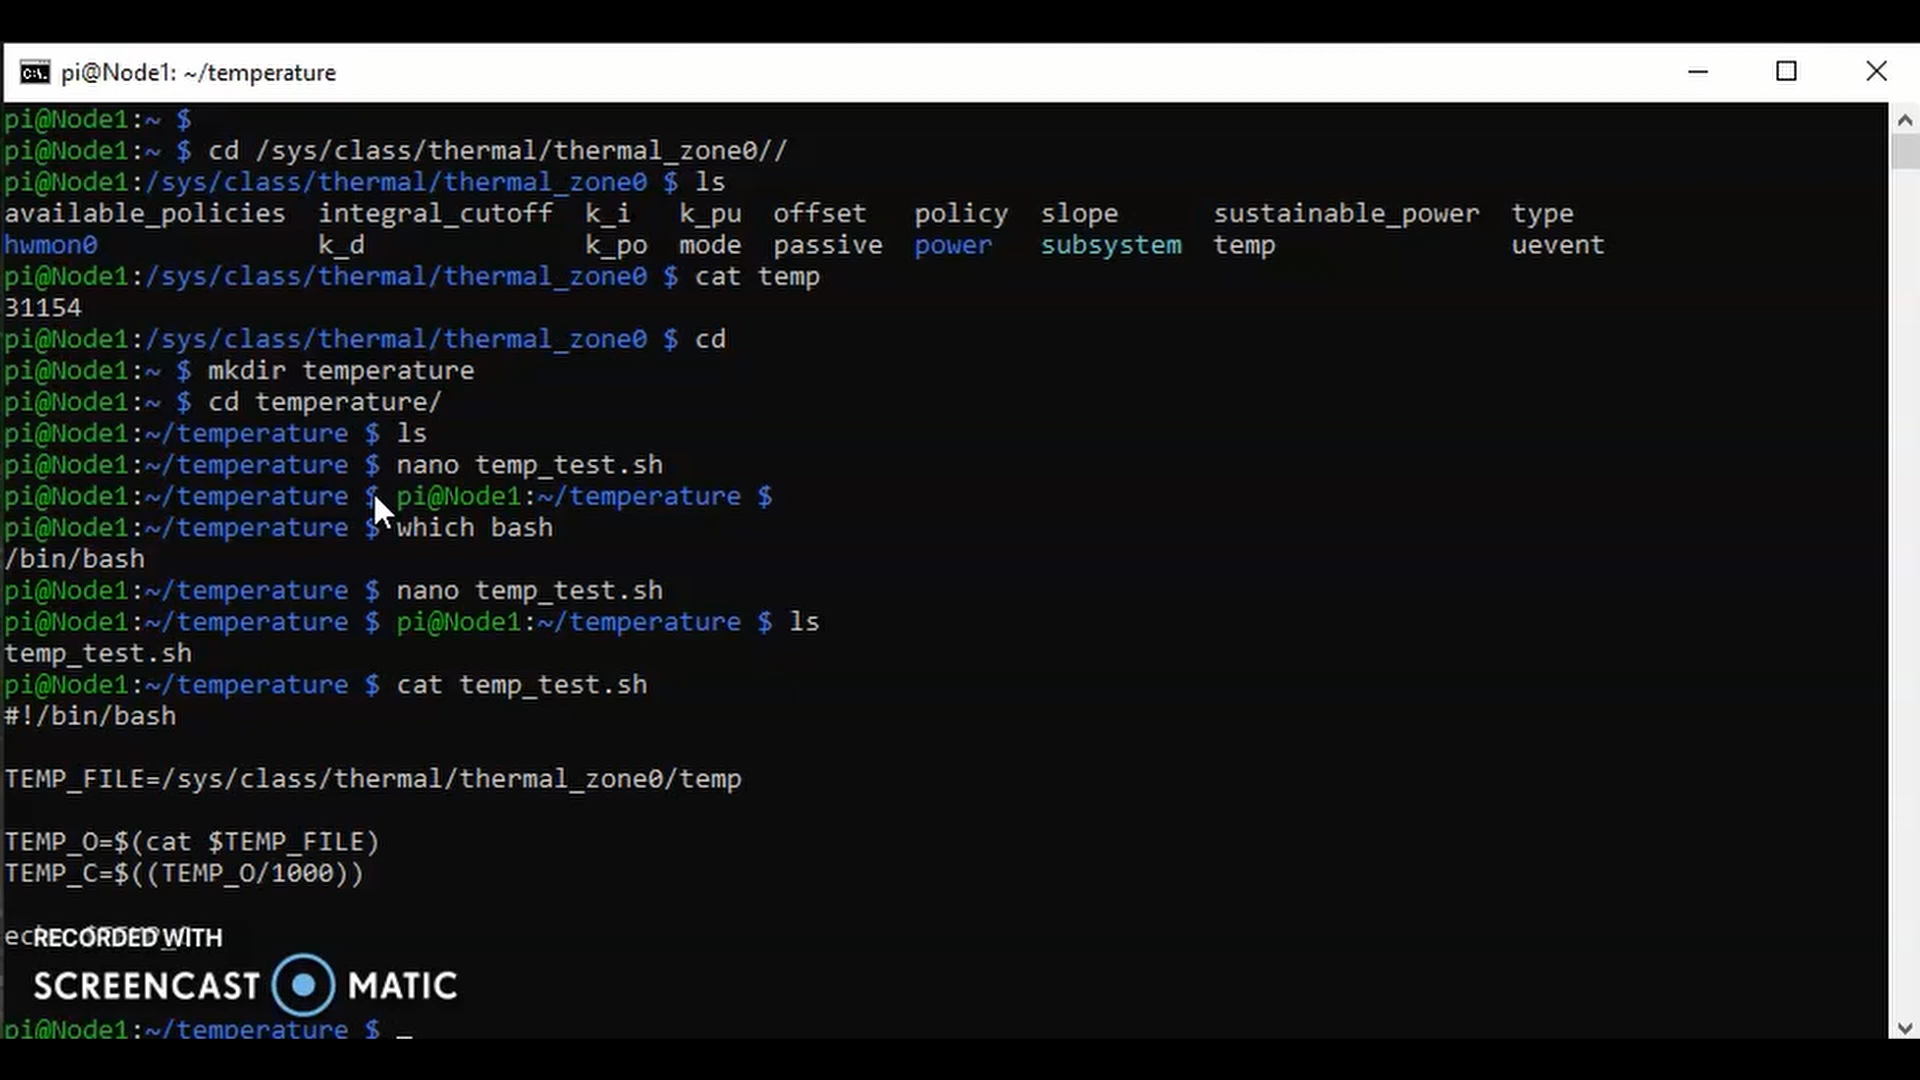 pi@Node1: ~/temperature
pi@Node1:~ $
pi@Node1:~ $ cd /sys/class/thermal/thermal_zone0//
pi@Node1:/sys/class/thermal/thermal_zone0 $ ls
available_policies integral_cutoff k_i k_pu offset policy slope sustainable_power type
hwmon0 k_d k_po mode passive power subsystem temp uevent
pi@Node1:/sys/class/thermal/thermal_zone0 $ cat temp
31154
pi@Node1:/sys/class/thermal/thermal_zone0 $ cd
pi@Node1:~ $ mkdir temperature
pi@Node1:~ $ cd temperature/
pi@Node1:~/temperature $ ls
pi@Node1:~/temperature $ nano temp_test.sh
pi@Node1:~/temperature $ pi@Node1:~/temperature $
pi@Node1:~/temperature $ which bash
/bin/bash
pi@Node1:~/temperature $ nano temp_test.sh
pi@Node1:~/temperature $ pi@Node1:~/temperature $ ls
temp_test.sh
pi@Node1:~/temperature $ cat temp_test.sh
#!/bin/bash
TEMP_FILE=/sys/class/thermal/thermal_zone0/temp
TEMP_O=$(cat $TEMP_FILE)
TEMP_C=$((TEMP_O/1000))
RECORDED WITH
SCREENCAST MATIC
pi@Node1:~/temperature $ _